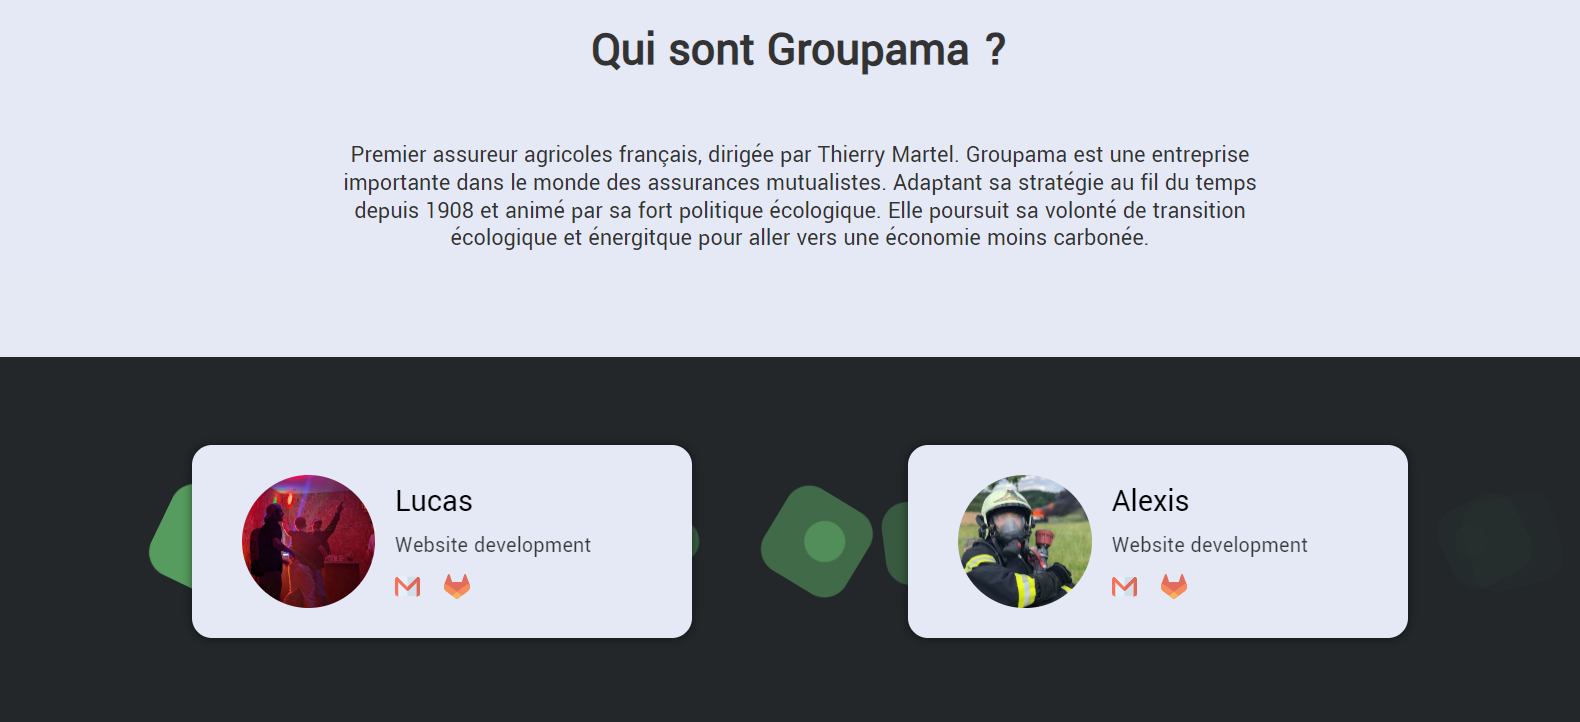 Qui sont Groupama ?
Premier assureur agricoles français, dirigée par Thierry Martel. Groupama est une entreprise
importante dans le monde des assurances mutualistes. Adaptant sa stratégie au fil du temps
depuis 1908 et animé par sa fort politique écologique. Elle poursuit sa volonté de transition
écologique et énergitque pour aller vers une économie moins carbonée.
Lucas
Website development
Alexis
Website development